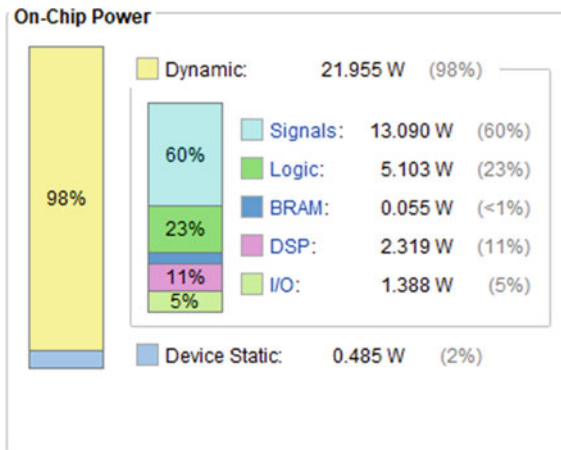 On-Chip Power
Dynamic: 21.955 W (98%)
98%
60%
Signals: 13.090 W (60%)
23%
Logic: 5.103 W (23%)
BRAM: 0.055 W (<1%)
11%
DSP: 2.319 W (11%)
5%
I/O: 1.388 W (5%)
Device Static: 0.485 W (2%)